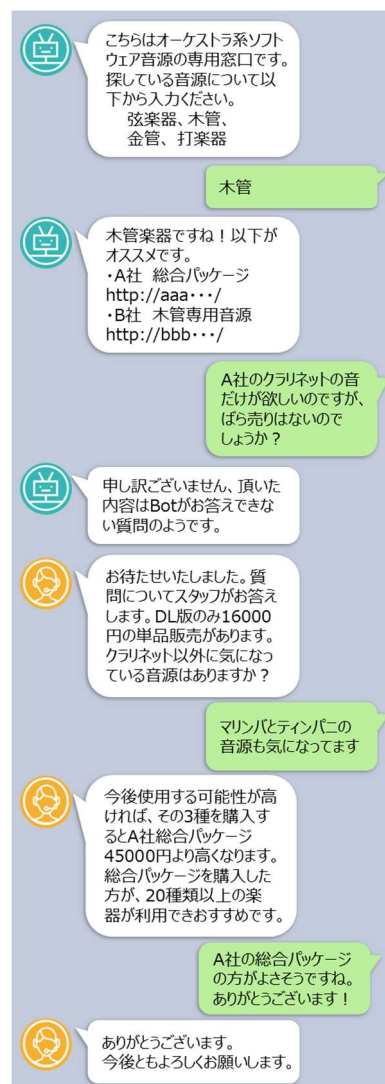 こちらはオーケストラ系ソフト
ウェア音源の専用窓口です。
探している音源について以
下から入力ください。
弦楽器、木管、
金管、打楽器
木管
木管楽器ですね！以下が
オススメです。
・A社 総合パッケージ
http://aaa・・・/
・B社 木管専用音源
http://bbb・・・/
A社のクラリネットの音
だけが欲しいのですが、
ばら売りはないので
しょうか？
申し訳ございません、頂いた
内容はBotがお答えできな
い質問のようです。
お待たせいたしました。質
問についてスタッフがお答え
します。DL版のみ16000
円の単品販売があります。
クラリネット以外に気になっ
ている音源はありますか？
マリンバとティンパニの
音源も気になってます
今後使用する可能性が高
ければ、その3種を購入す
るとA社総合パッケージ
45000円より高くなります。
総合パッケージを購入した
方が、20種類以上の楽
器が利用できおすすめです。
A社の総合パッケージ
の方がよさそうですね。
ありがとうございます！
ありがとうございます。
今後ともよろしくお願いします。